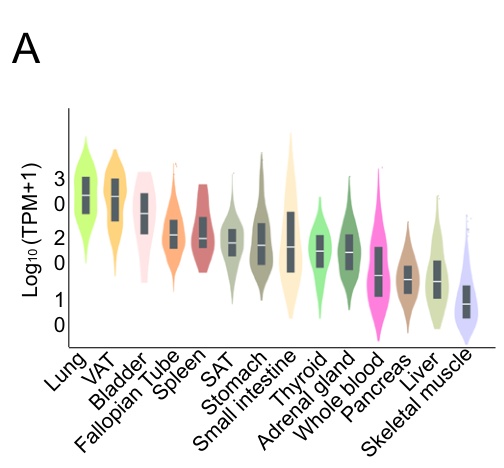 A
Log₁₀ (TPM+1)
3
0
2
0
1
0
Lung
VAT
Bladder
Fallopian Tube
Spleen
SAT
Stomach
Small intestine
Thyroid
Adrenal gland
Whole blood
Pancreas
Liver
Skeletal muscle